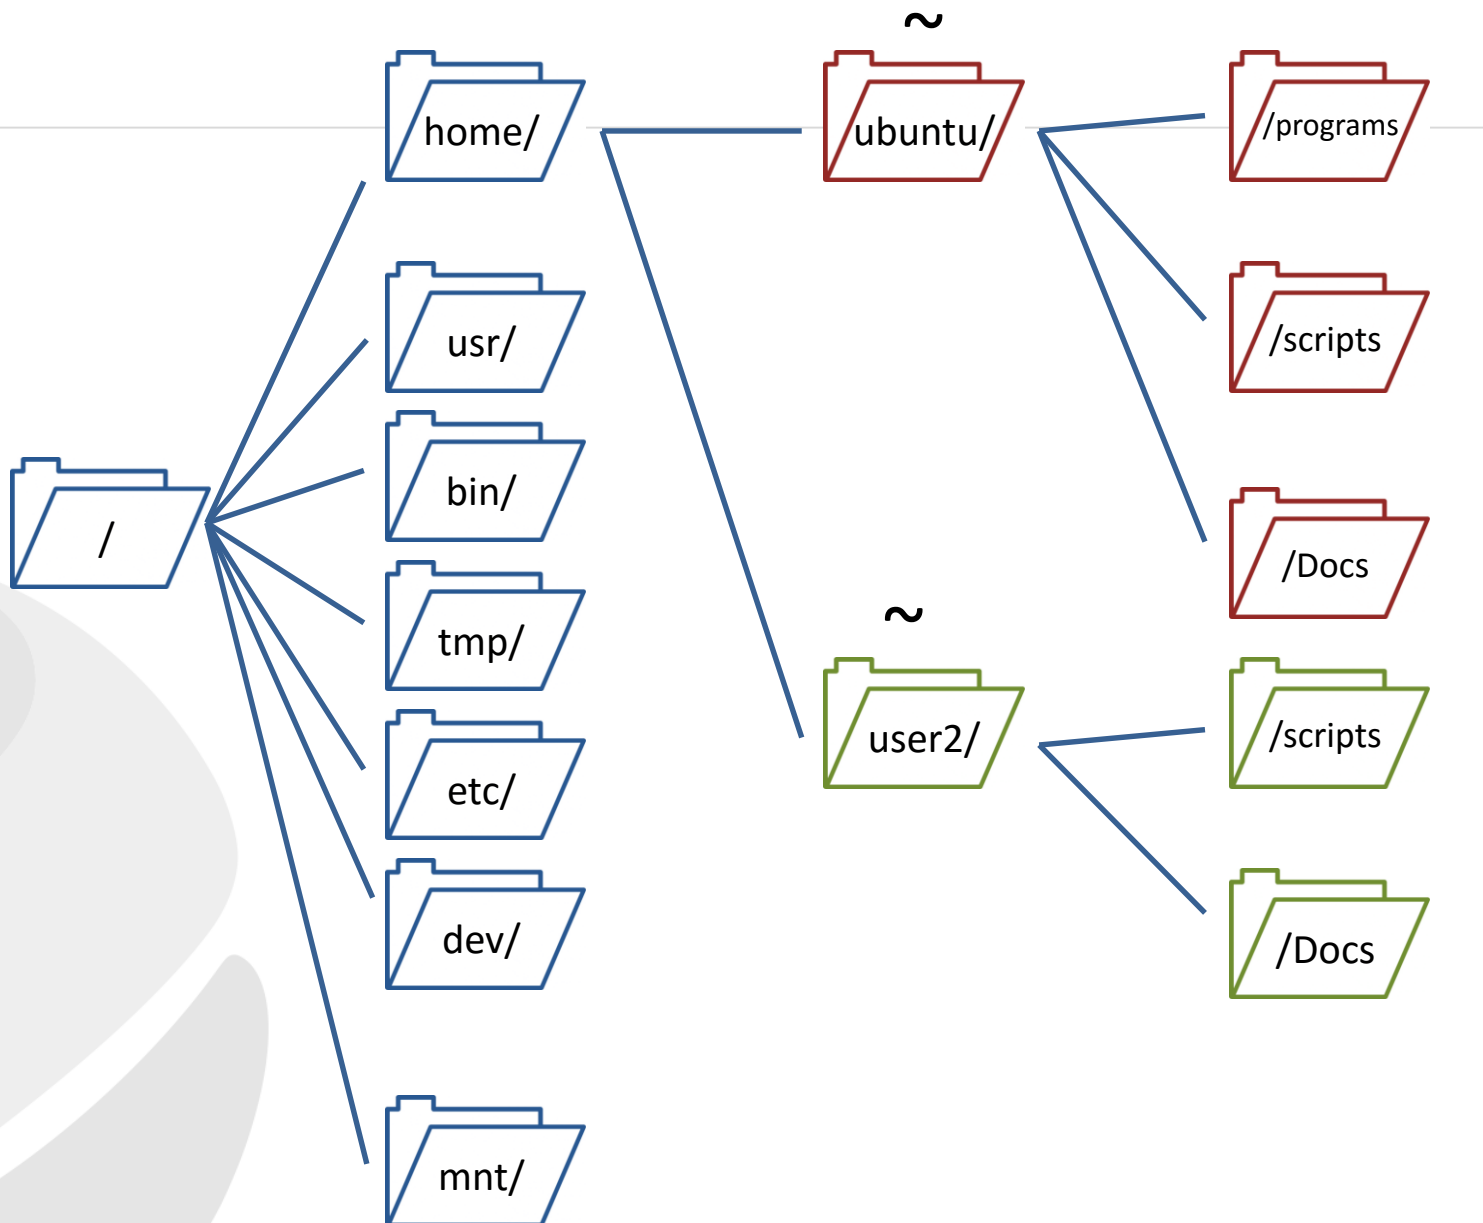 ~
home/
ubuntu/
/programs
usr/
/scripts
bin/
/
/Docs
tmp/
~
user2/
/scripts
etc/
dev/
/Docs
mnt/